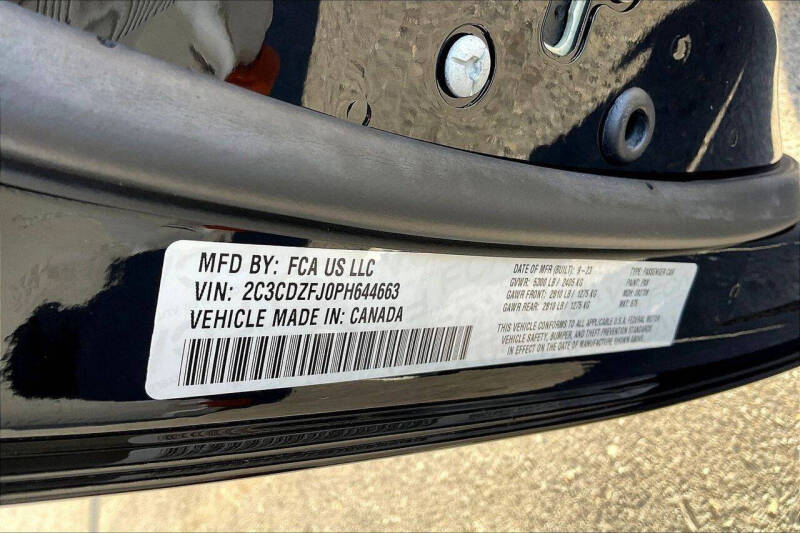 MFD BY: FCA US LLC
VIN: 2C3CDZFJ0PH644663
VEHICLE MADE IN: CANADA
DATE OF MFR (BUILT): 9-23
GVWR: 5300 LB / 2405 KG
GAWR FRONT: 2810 LB / 1275 KG
GAWR REAR: 2810 LB / 1275 KG
TYPE: PASSENGER CAR
PAINT: PX8
MDH:
THIS VEHICLE CONFORMS TO ALL APPLICABLE U.S.A. FEDERAL MOTOR
VEHICLE SAFETY, BUMPER, AND THEFT PREVENTION STANDARDS
IN EFFECT ON THE DATE OF MANUFACTURE SHOWN ABOVE.